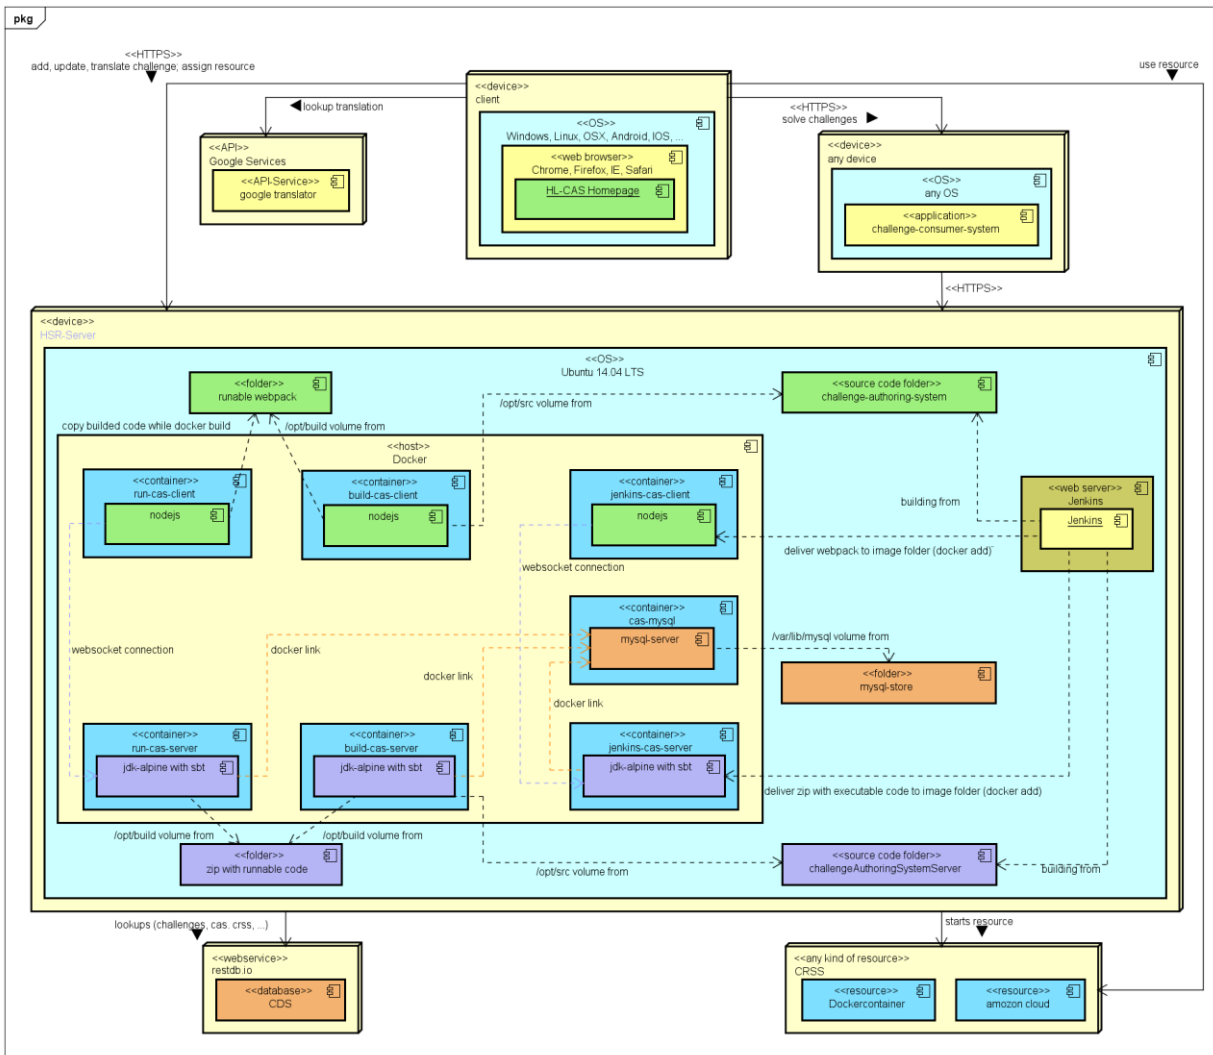 pkg
<<HTTPS>>
add, update, translate challenge; assign resource
use resource
<<device>>
client
lookup translation
<<HTTPS>>
solve challenges
<<OS>>
Windows, Linux, OSX, Android, IOS, ...
<<web browser>>
Chrome, Firefox, IE, Safari
HL-CAS Homepage
<<API>>
Google Services
<<API-Service>>
google translator
<<device>>
any device
<<OS>>
any OS
<<application>>
challenge-consumer-system
<<HTTPS>>
<<device>>
HSR-Server
<<OS>>
Ubuntu 14.04 LTS
<<folder>>
runable webpack
/opt/src volume from
<<source code folder>>
challenge-authoring-system
copy builded code while docker build
/opt/build volume from
<<host>>
Docker
<<container>>
run-cas-client
nodejs
<<container>>
build-cas-client
nodejs
<<container>>
jenkins-cas-client
nodejs
building from
<<web server>>
Jenkins
Jenkins
deliver webpack to image folder (docker add)
websocket connection
<<container>>
cas-mysql
mysql-server
/var/lib/mysql volume from
websocket connection
docker link
docker link
<<folder>>
mysql-store
docker link
<<container>>
run-cas-server
jdk-alpine with sbt
<<container>>
build-cas-server
jdk-alpine with sbt
<<container>>
jenkins-cas-server
jdk-alpine with sbt
deliver zip with executable code to image folder (docker add)
/opt/build volume from
/opt/build volume from
<<folder>>
zip with runnable code
/opt/src volume from
<<source code folder>>
challengeAuthoringSystemServer
building from
lookups (challenges, cas. crss, ...)
starts resource
<<webservice>>
restdb.io
<<database>>
CDS
<<any kind of resource>>
CRSS
<<resource>>
Dockercontainer
<<resource>>
amozon cloud